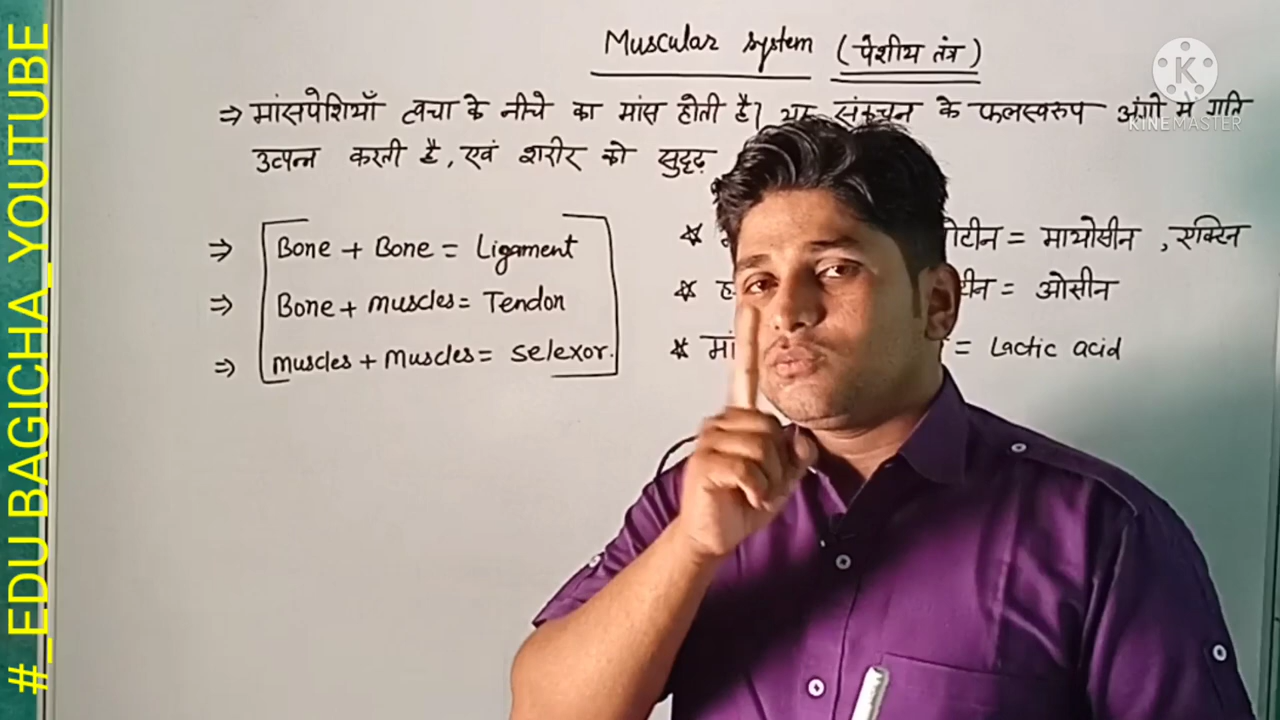 Muscular system (पेशीय तंत्र)
⇒ मांसपेशियाँ त्वचा के नीचे का मांस होती है। यह संकुचन के फलस्वरुप अंगो में गति
उत्पन्न करती है, एवं शरीर को सुदृढ़
⇒ Bone + Bone = Ligament
⇒ Bone + muscles = Tendon
⇒ muscles + Muscles = Selexor.
= मायोसीन, एक्टिन
= ओसीन
= Lactic acid
#_EDU BAGICHA_YOUTUBE
K
KINEMASTER